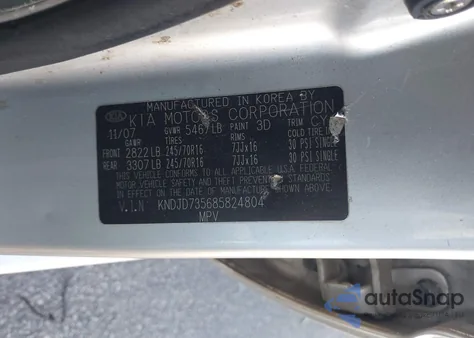 MANUFACTURED IN KOREA BY
KIA KIA MOTORS CORPORATION
11/07 GVWR 5467LB PAINT 3D TRIM CY
GAWR TIRES RIMS COLD TIRE
FRONT 2822LB 245/70R16 7JJx16 30 PSI SINGLE
REAR 3307LB 245/70R16 7JJx16 30 PSI SINGLE
THIS VEHICLE CONFORMS TO ALL APPLICABLE U.S.A FEDERAL
MOTOR VEHICLE SAFETY AND THEFT PREVENTION STANDARDS
IN EFFECT ON THE DATE OF MANUFACTURE SHOWN ABOVE.
V.I.N KNDJD735685824804
MPV
autoSnap